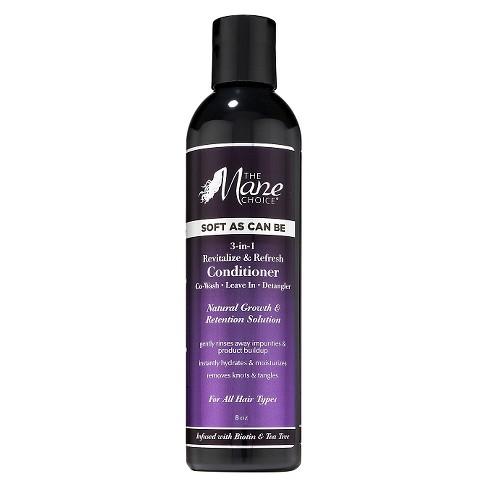 THE
Mane
CHOICE®
SOFT AS CAN BE
3-in-1
Revitalize & Refresh
Conditioner
Co-Wash • Leave In • Detangler
Natural Growth &
Retention Solution
gently rinses away impurities &
product buildup
instantly hydrates & moisturizes
removes knots & tangles
For All Hair Types
8 oz
Infused with Biotin & Tea Tree